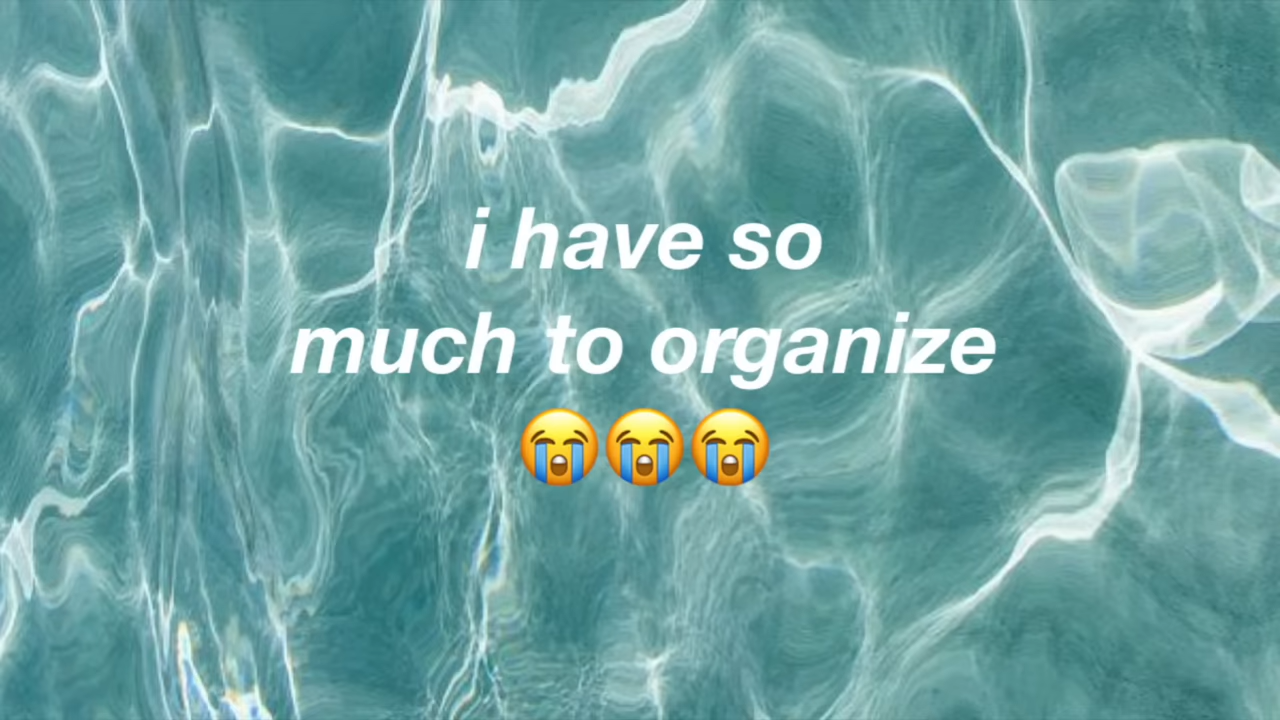 i have so
much to organize
😭😭😭